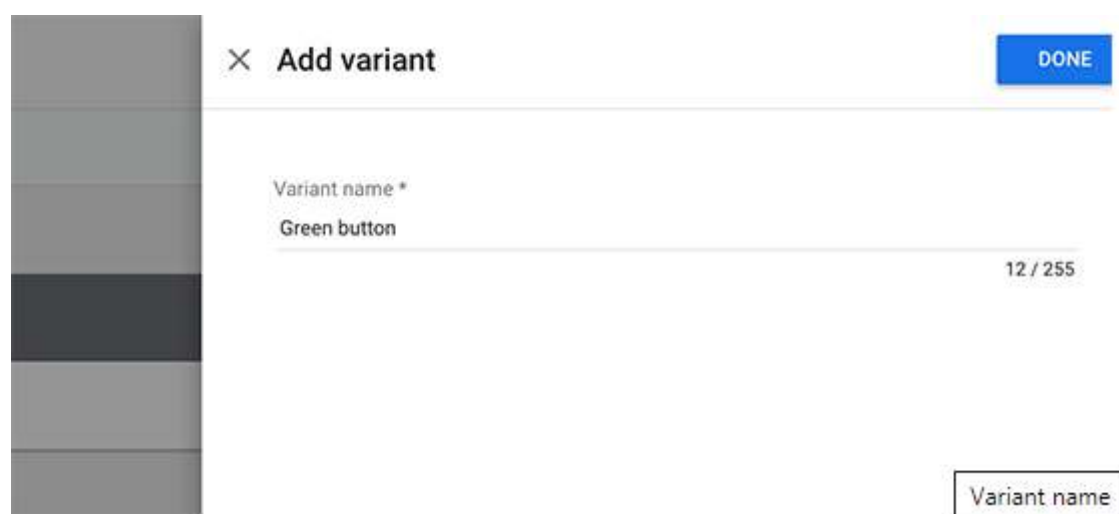 Add variant
DONE
Variant name *
Green button
12 / 255
Variant name